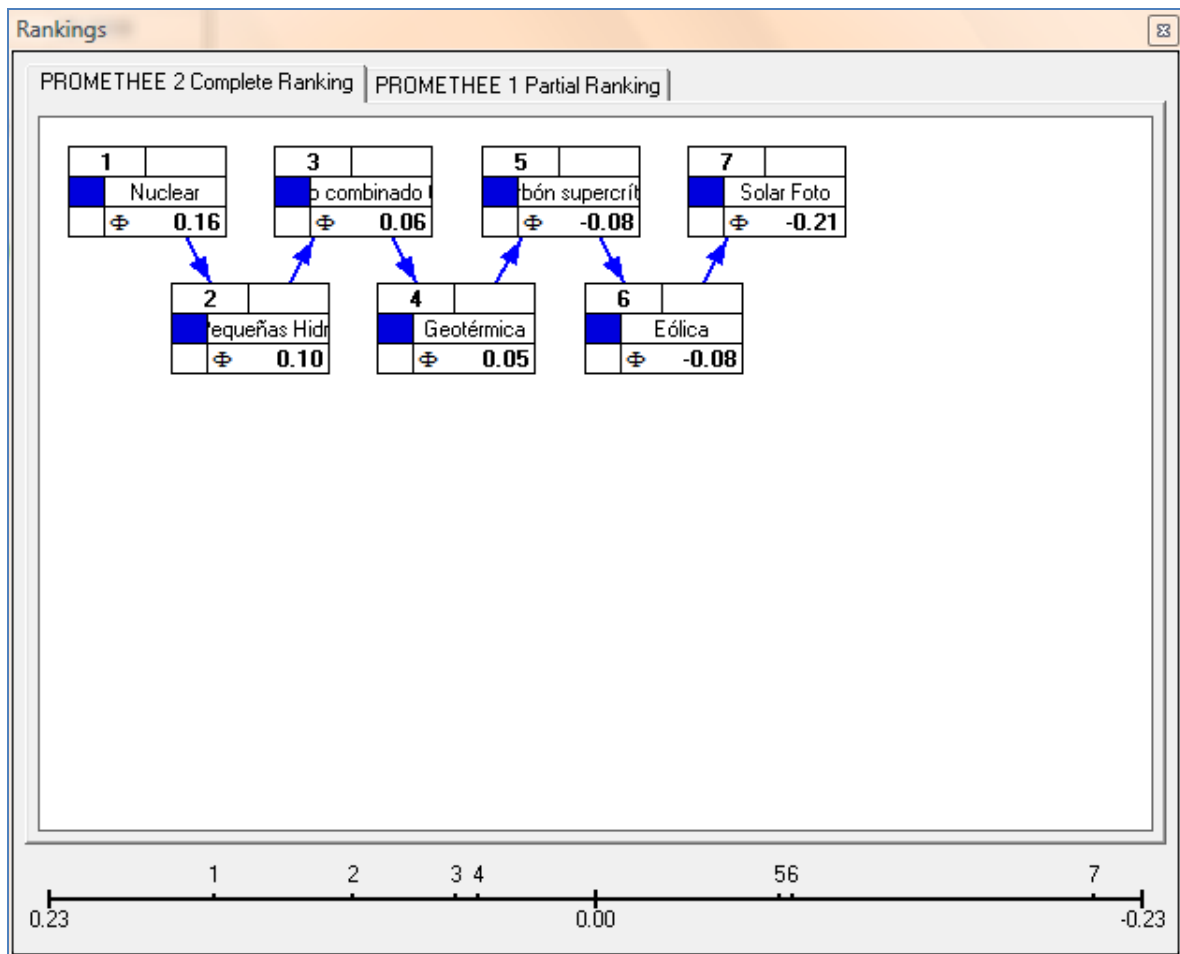 Rankings
PROMETHEE 2 Complete Ranking
PROMETHEE 1 Partial Ranking
1
Nuclear
Φ 0.16
3
o combinado
Φ 0.06
5
bón supercrít
Φ -0.08
7
Solar Foto
Φ -0.21
2
equeñas Hidr
Φ 0.10
4
Geotérmica
Φ 0.05
6
Eólica
Φ -0.08
1 2 3 4 56 7
0.23 0.00 -0.23